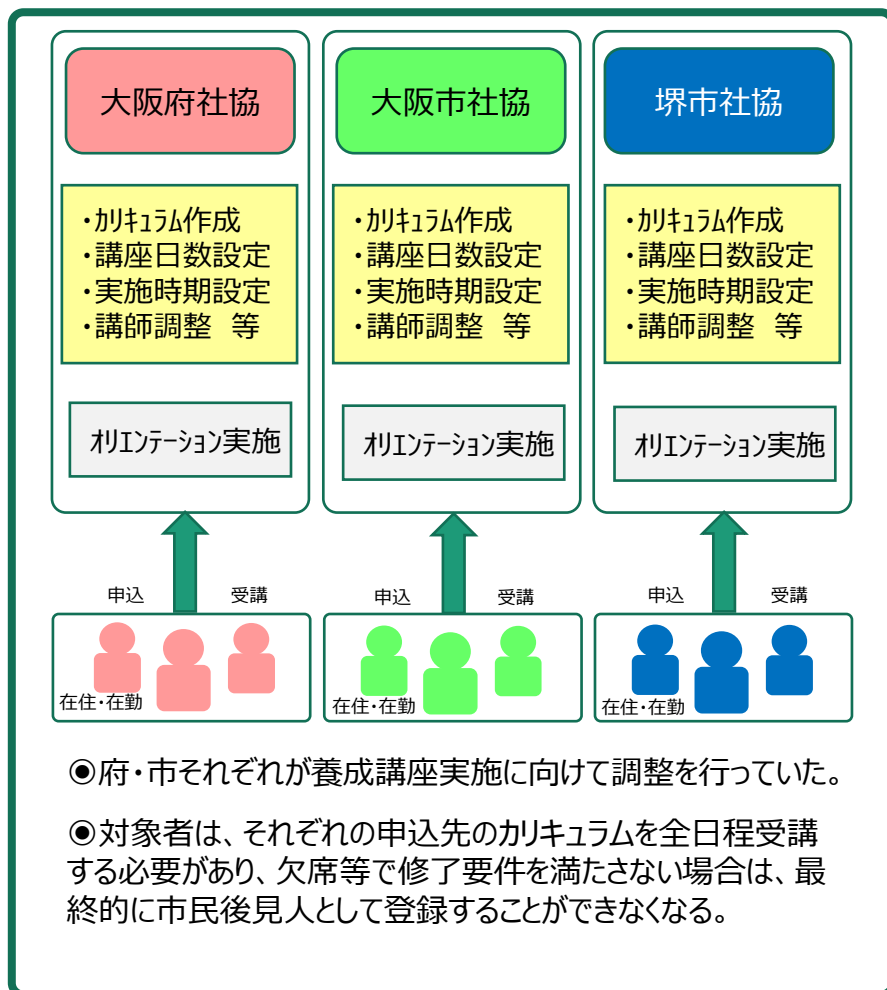 大阪府社協
・ｶﾘｷｭﾗﾑ作成
・講座日数設定
・実施時期設定
・講師調整　等
ｵﾘｴﾝﾃｰｼｮﾝ実施
申込
受講
在住・在勤
大阪市社協
・ｶﾘｷｭﾗﾑ作成
・講座日数設定
・実施時期設定
・講師調整　等
ｵﾘｴﾝﾃｰｼｮﾝ実施
申込
受講
在住・在勤
堺市社協
・ｶﾘｷｭﾗﾑ作成
・講座日数設定
・実施時期設定
・講師調整　等
ｵﾘｴﾝﾃｰｼｮﾝ実施
申込
受講
在住・在勤
◉府・市それぞれが養成講座実施に向けて調整を行っていた。
◉対象者は、それぞれの申込先のカリキュラムを全日程受講
する必要があり、欠席等で修了要件を満たさない場合は、最
終的に市民後見人として登録することができなくなる。